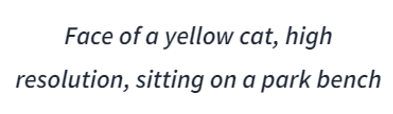 Face of a yellow cat, high
resolution, sitting on a park bench